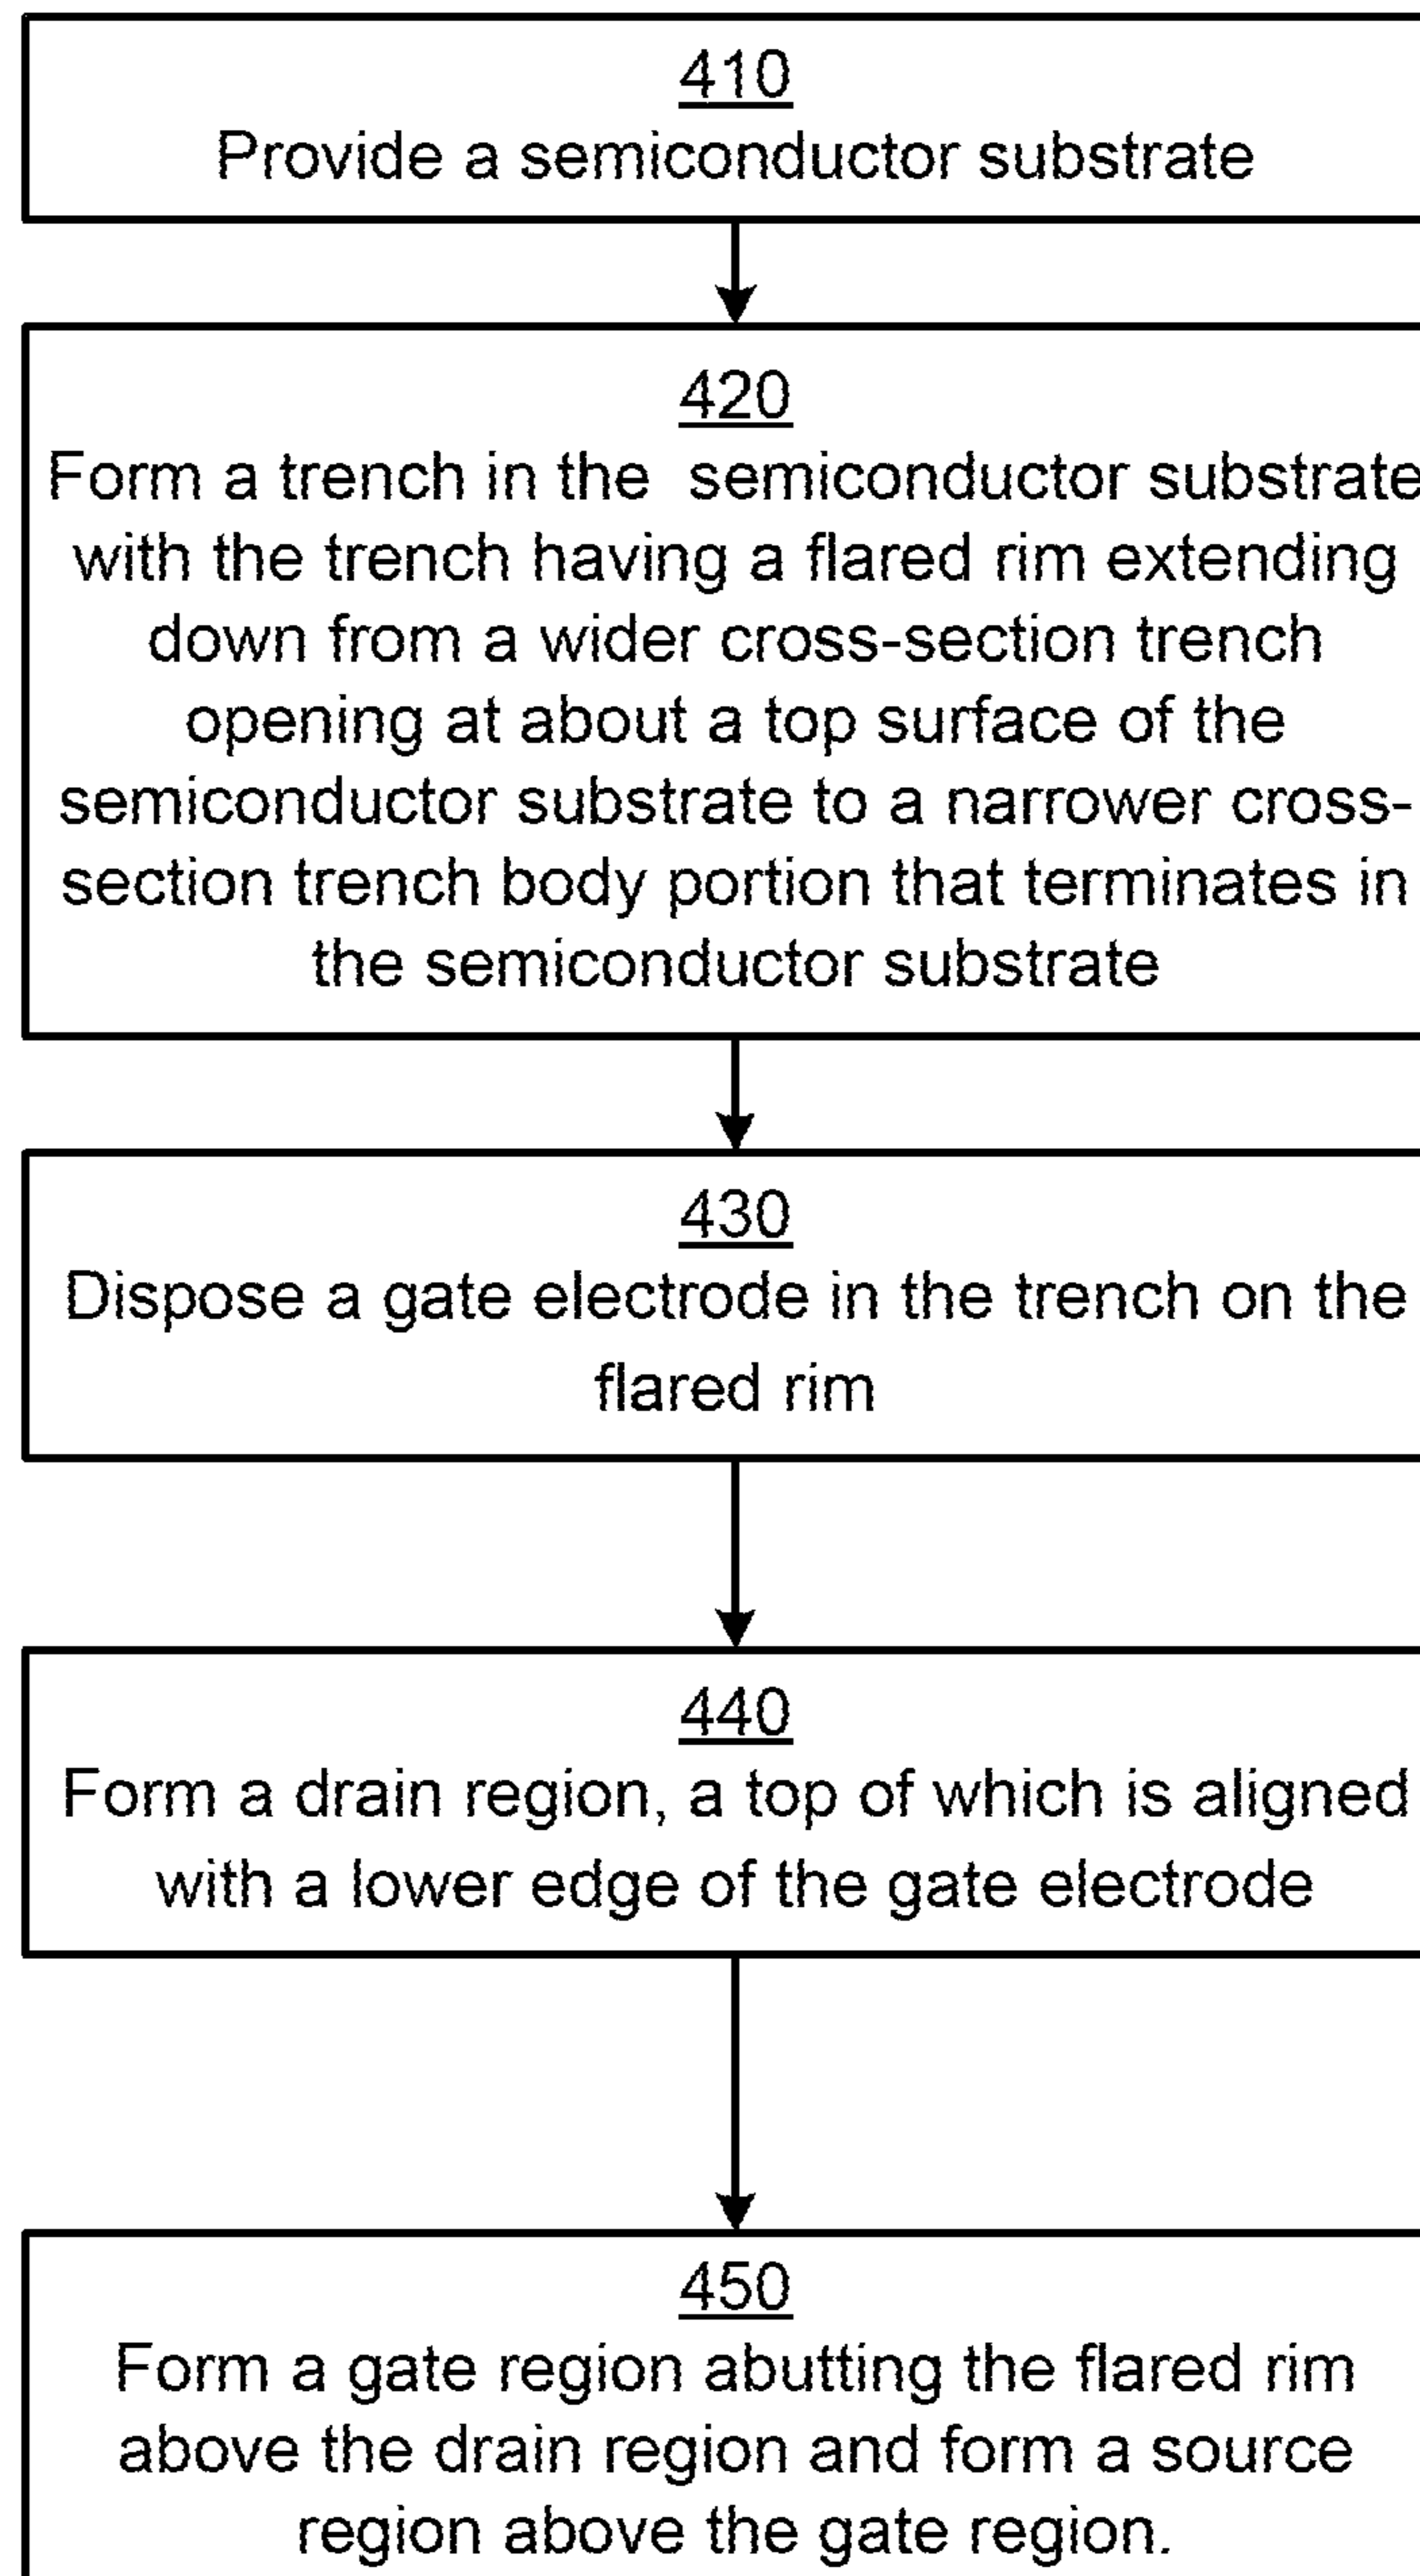 410
Provide a semiconductor substrate
420
Form a trench in the semiconductor substrate
with the trench having a flared rim extending
down from a wider cross-section trench
opening at about a top surface of the
semiconductor substrate to a narrower cross-
section trench body portion that terminates in
the semiconductor substrate
430
Dispose a gate electrode in the trench on the
flared rim
440
Form a drain region, a top of which is aligned
with a lower edge of the gate electrode
450
Form a gate region abutting the flared rim
above the drain region and form a source
region above the gate region.